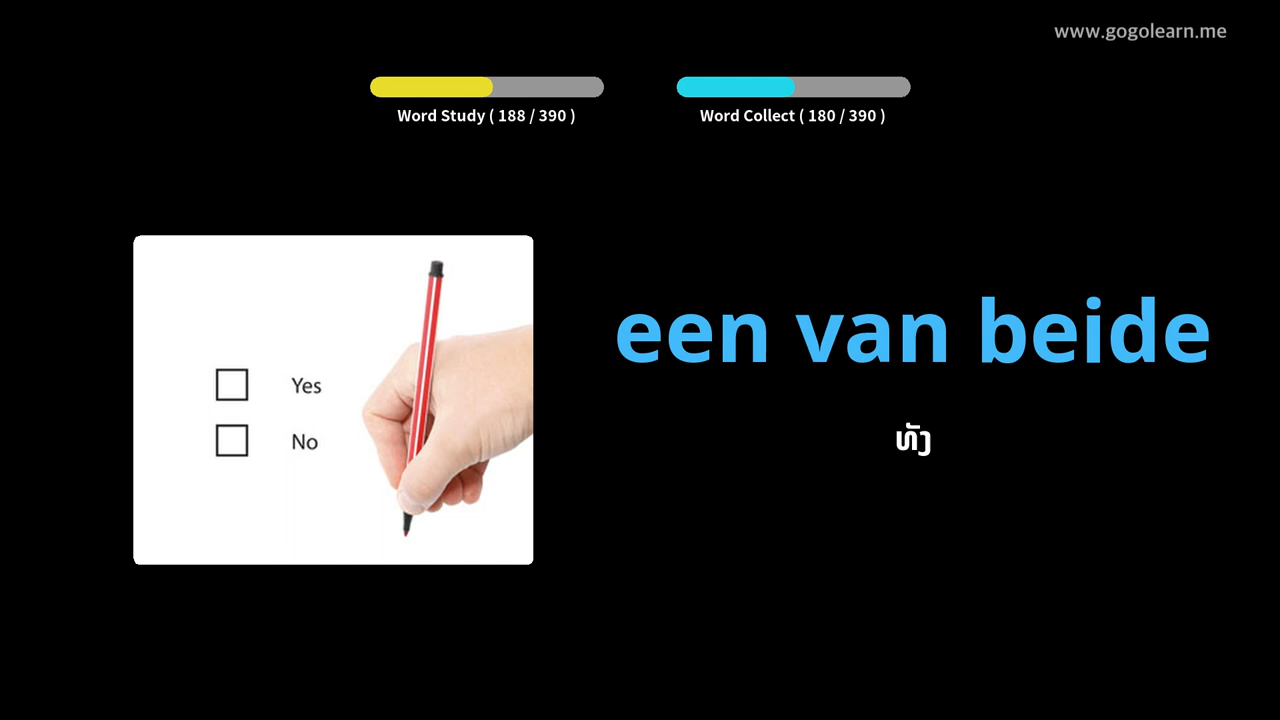 www.gogolearn.me
Word Study ( 188 / 390 )
Word Collect ( 180 / 390 )
Yes
No
een van beide
ທັງ